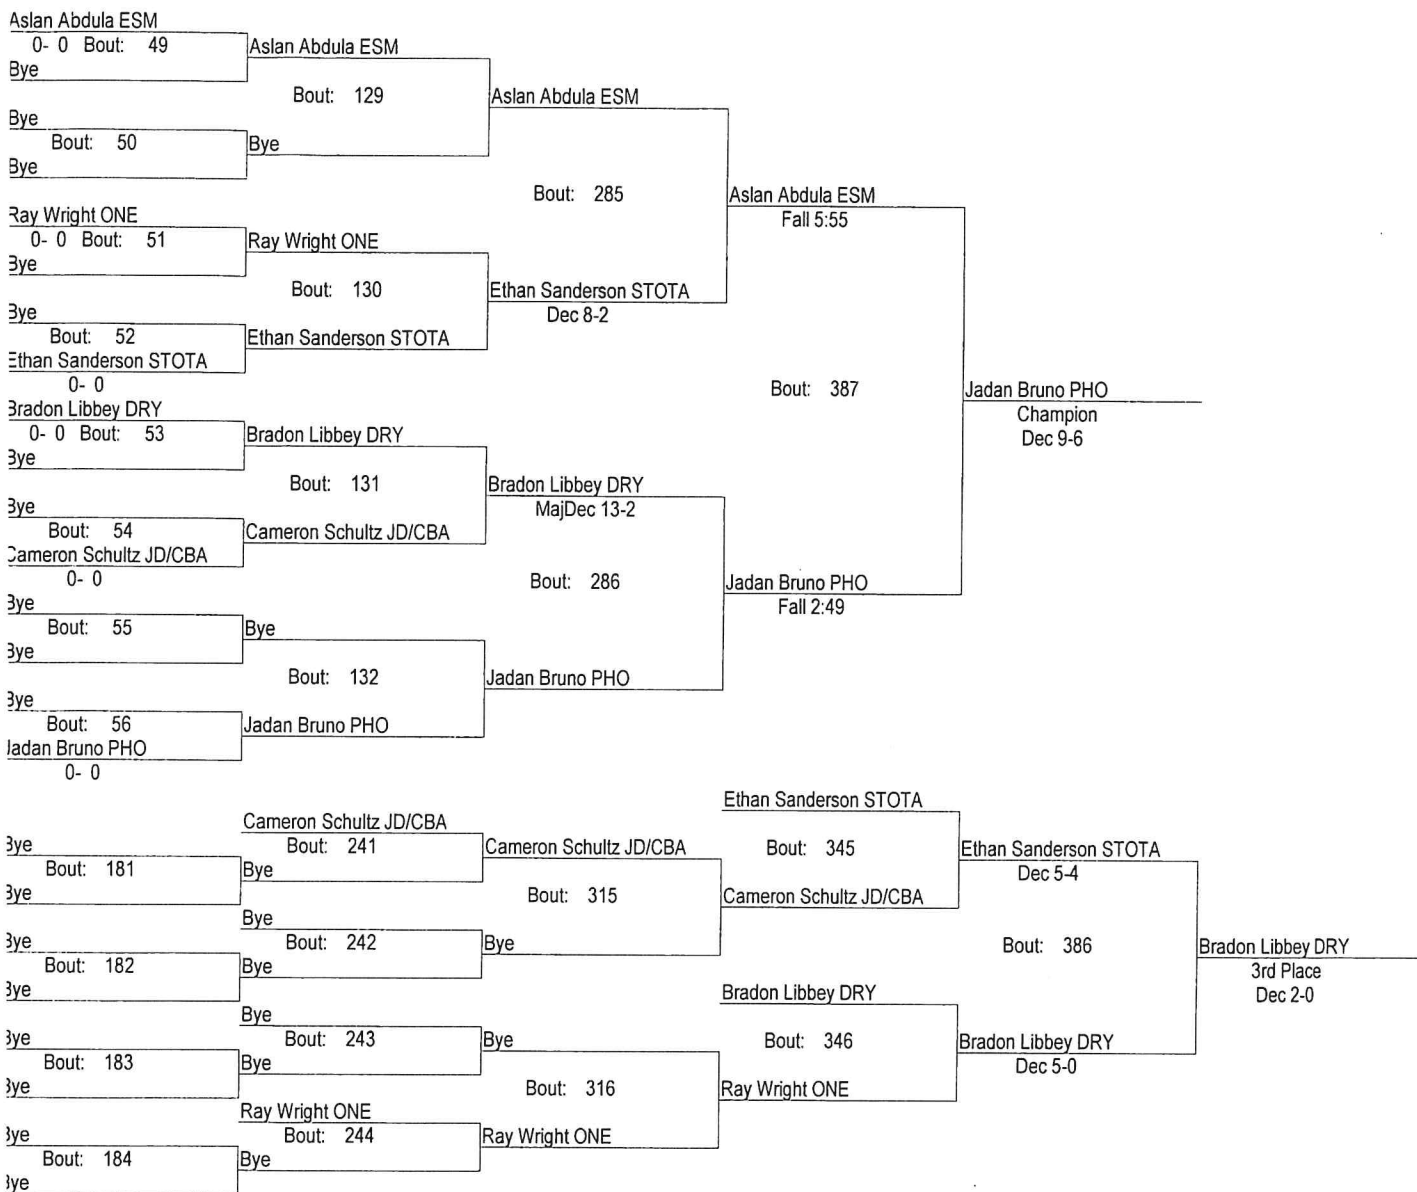 Aslan Abdula ESM
0- 0 Bout: 49
Bye
Aslan Abdula ESM
Bout: 129
Aslan Abdula ESM
Bye
Bout: 50
Bye
Bye
Bout: 285
Aslan Abdula ESM
Fall 5:55
Ray Wright ONE
0- 0 Bout: 51
Bye
Ray Wright ONE
Bout: 130
Ethan Sanderson STOTA
Dec 8-2
Bye
Bout: 52
Ethan Sanderson STOTA
0- 0
Ethan Sanderson STOTA
Bout: 387
Jadan Bruno PHO
Champion
Dec 9-6
Bradon Libbey DRY
0- 0 Bout: 53
Bye
Bradon Libbey DRY
Bout: 131
Bradon Libbey DRY
MajDec 13-2
Bye
Bout: 54
Cameron Schultz JD/CBA
0- 0
Cameron Schultz JD/CBA
Bout: 286
Jadan Bruno PHO
Fall 2:49
Bye
Bout: 55
Bye
Bye
Bout: 132
Jadan Bruno PHO
Bye
Bout: 56
Jadan Bruno PHO
0- 0
Jadan Bruno PHO
Ethan Sanderson STOTA
Cameron Schultz JD/CBA
Bye
Bout: 181
Bye
Bout: 241
Bye
Cameron Schultz JD/CBA
Bout: 345
Ethan Sanderson STOTA
Dec 5-4
Bout: 315
Cameron Schultz JD/CBA
Bye
Bye
Bout: 182
Bye
Bout: 242
Bye
Bye
Bout: 386
Bradon Libbey DRY
3rd Place
Dec 2-0
Bradon Libbey DRY
Bye
Bye
Bout: 183
Bye
Bout: 243
Bye
Bye
Bout: 346
Bradon Libbey DRY
Dec 5-0
Bout: 316
Ray Wright ONE
Ray Wright ONE
Bye
Bout: 184
Bye
Bout: 244
Bye
Ray Wright ONE